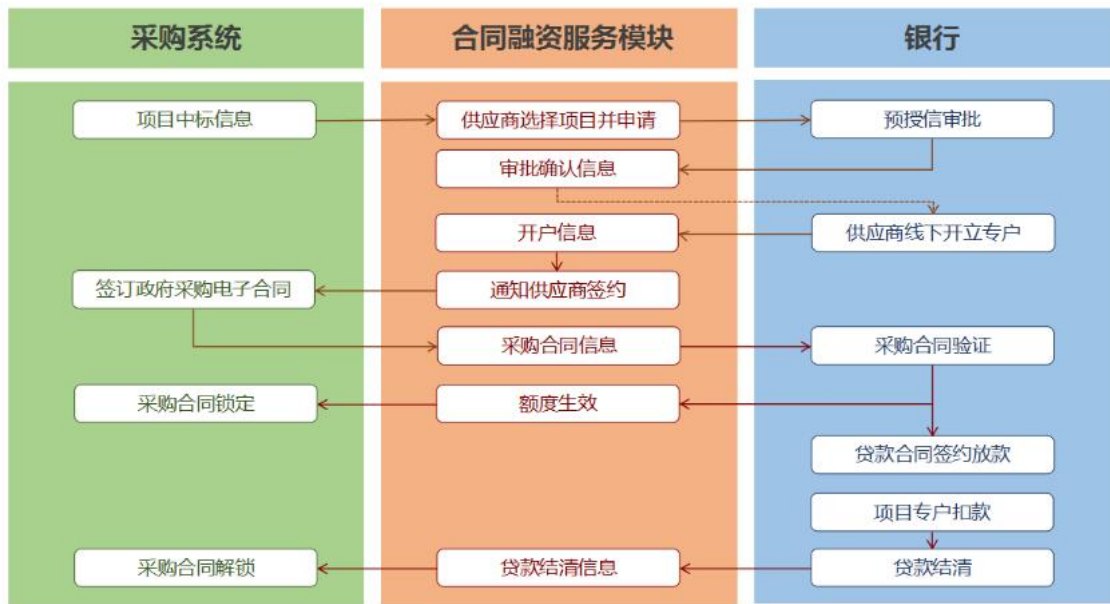 采购系统
合同融资服务模块
银行
项目中标信息
供应商选择项目并申请
预授信审批
审批确认信息
开户信息
供应商线下开立专户
签订政府采购电子合同
通知供应商签约
采购合同信息
采购合同验证
采购合同锁定
额度生效
贷款合同签约放款
项目专户扣款
采购合同解锁
贷款结清信息
贷款结清